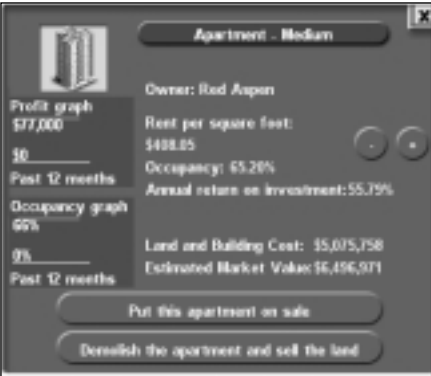 X
Apartment - Medium
Owner: Red Aspen
Profit graph
$77,000
$0
Past 12 months
Rent per square foot:
$408.05
- +
Occupancy: 65.20%
Annual return on investment:55.79%
Occupancy graph
66%
0%
Past 12 months
Land and Building Cost: $5,075,758
Estimated Market Value:$6,496,971
Put this apartment on sale
Demolish the apartment and sell the land